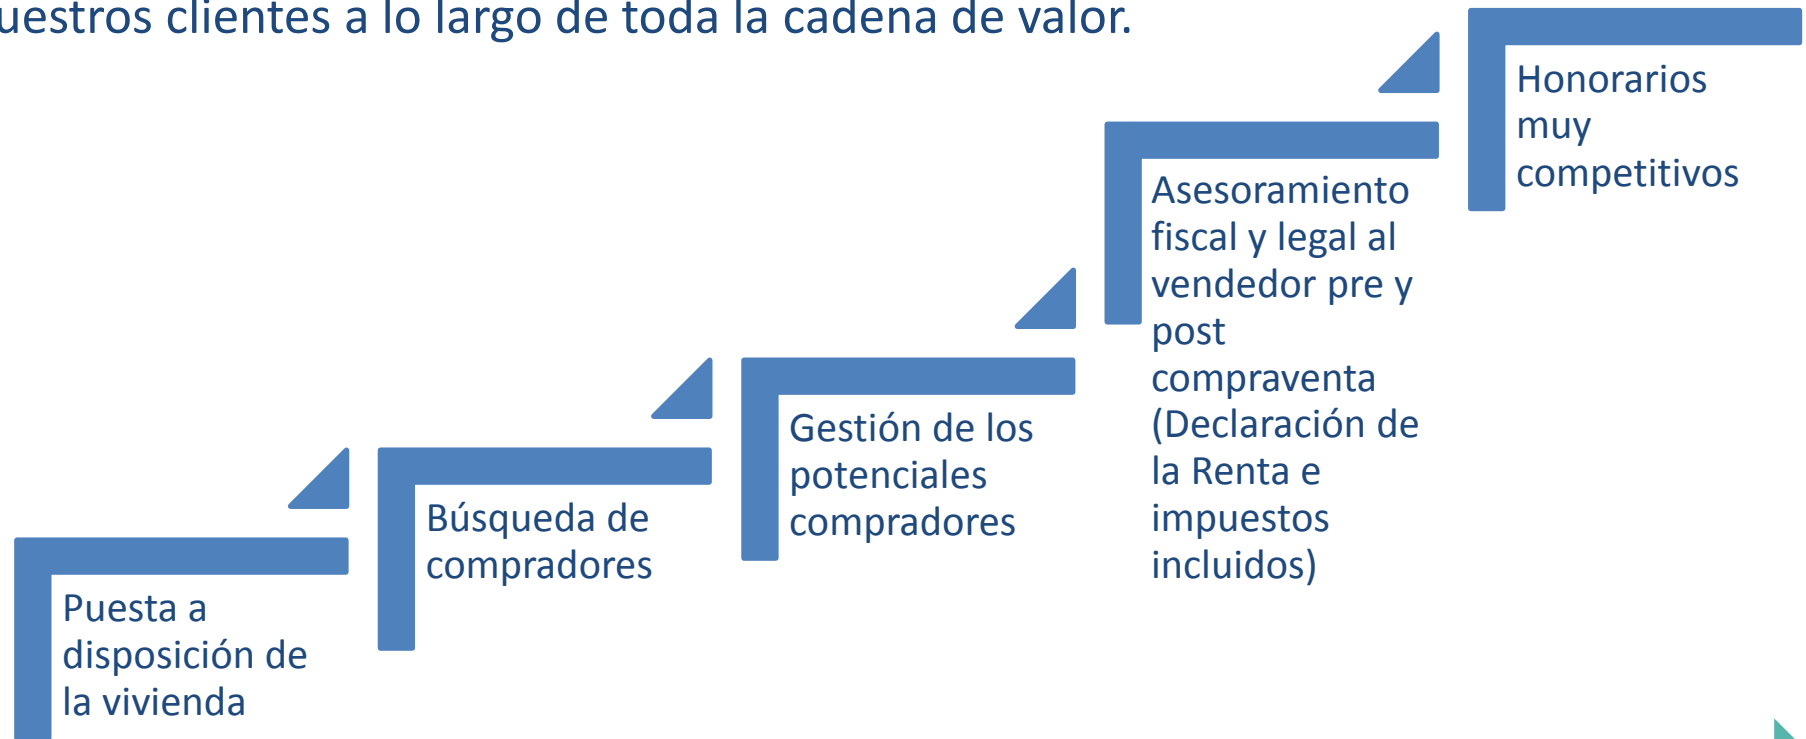 uestros clientes a lo largo de toda la cadena de valor.
Puesta a
disposición de
la vivienda
Búsqueda de
compradores
Gestión de los
potenciales
compradores
Asesoramiento
fiscal y legal al
vendedor pre y
post
compraventa
(Declaración de
la Renta e
impuestos
incluidos)
Honorarios
muy
competitivos